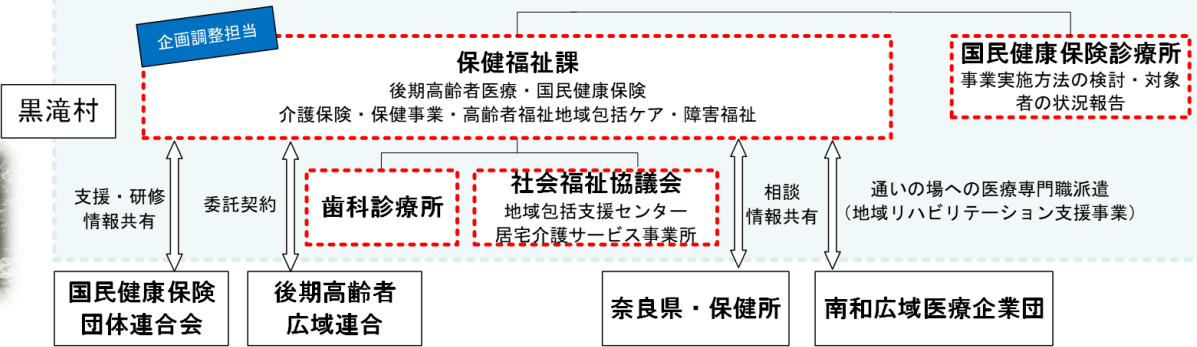 企画調整担当
保健福祉課
後期高齢者医療・国民健康保険
介護保険・保健事業・高齢者福祉地域包括ケア・障害福祉
国民健康保険診療所
事業実施方法の検討・対象
者の状況報告
黒滝村
支援・研修
情報共有
委託契約
歯科診療所
社会福祉協議会
地域包括支援センター
居宅介護サービス事業所
相談
情報共有
通いの場への医療専門職派遣
（地域リハビリテーション支援事業）
国民健康保険
団体連合会
後期高齢者
広域連合
奈良県・保健所
南和広域医療企業団